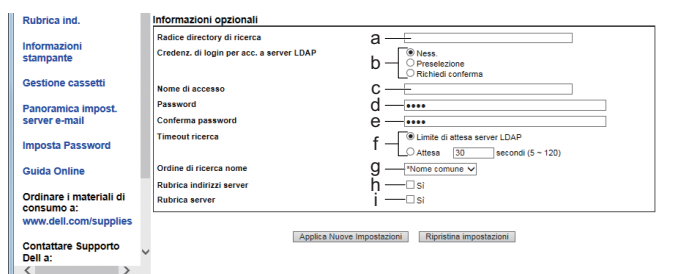 Rubrica ind.
Informazioni
stampante
Gestione cassetti
Panoramica impost.
server e-mail
Imposta Password
Guida Online
Ordinare i materiali di
consumo a:
www.dell.com/supplies
Contattare Supporto
Dell a:
Informazioni opzionali
Radice directory di ricerca a
Credenz. di login per acc. a server LDAP b Ness.
Preselezione
Richiedi conferma
Nome di accesso c
Password d ••••
Conferma password e ••••
Timeout ricerca f Limite di attesa server LDAP
Attesa 30 secondi (5 ~ 120)
Ordine di ricerca nome g *Nome comune
Rubrica indirizzi server h Sì
Rubrica server i Sì
Applica Nuove Impostazioni Ripristina impostazioni